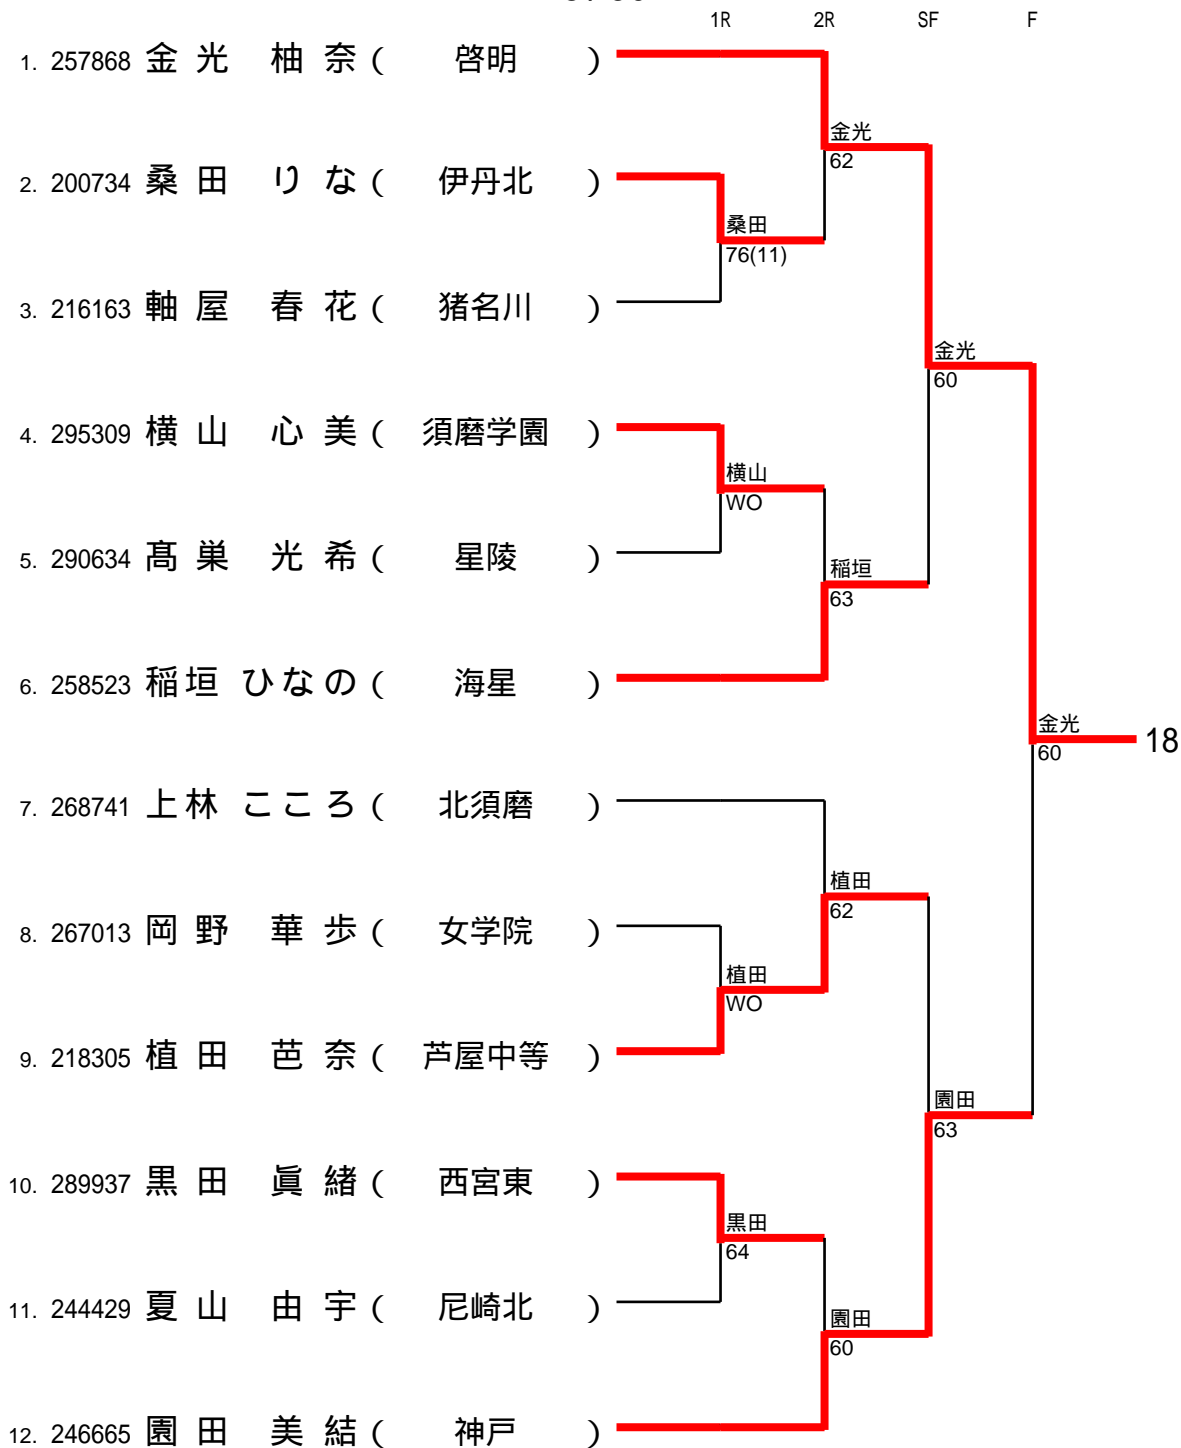 1R 2R SF F
1. 257868 金光 柚奈 ( 啓明 )
金光
62
2. 200734 桑田 りな ( 伊丹北 )
桑田
76(11)
3. 216163 軸屋 春花 ( 猪名川 )
金光
60
4. 295309 横山 心美 ( 須磨学園 )
横山
WO
5. 290634 髙巣 光希 ( 星陵 )
稲垣
63
6. 258523 稲垣 ひなの ( 海星 )
金光
60
18
7. 268741 上林 こころ ( 北須磨 )
植田
62
8. 267013 岡野 華歩 ( 女学院 )
植田
WO
9. 218305 植田 芭奈 ( 芦屋中等 )
園田
63
10. 289937 黒田 眞緒 ( 西宮東 )
黒田
64
11. 244429 夏山 由宇 ( 尼崎北 )
園田
60
12. 246665 園田 美結 ( 神戸 )